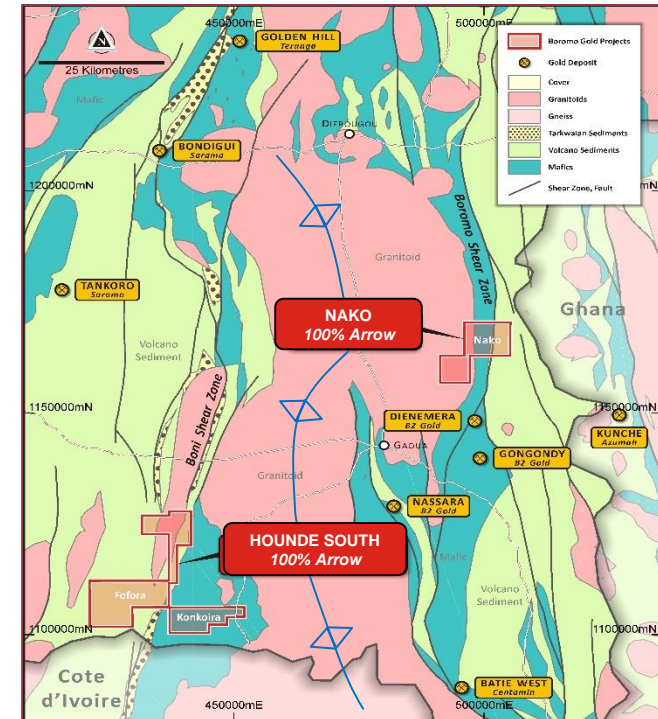 450000mE
500000mE
GOLDEN HILL
Teranga
25 Kilometres
Mafic
Boromo Gold Projects
Gold Deposit
Cover
Granitoids
Gneiss
Tarkwaian Sediments
Volcano Sediments
Mafics
Shear Zone, Fault
DIEBOUGOU
BONDIGUI
Sarama
1200000mN
1200000mN
Granitoid
Boromo Shear Zone
TANKORO
Sarama
Ghana
NAKO
100% Arrow
Nako
Volcano
Sediment
Boni Shear Zone
1150000mN
1150000mN
DIENEMERA
B2 Gold
KUNCHE
Azumah
GAOUA
GONGONDY
B2 Gold
Granitoid
NASSARA
B2 Gold
HOUNDE SOUTH
100% Arrow
Mafic
Fofora
Konkoira
Volcano
Sediment
1100000mN
1100000mN
Cote
d'Ivoire
BATIE WEST
Centamin
450000mE
500000mE